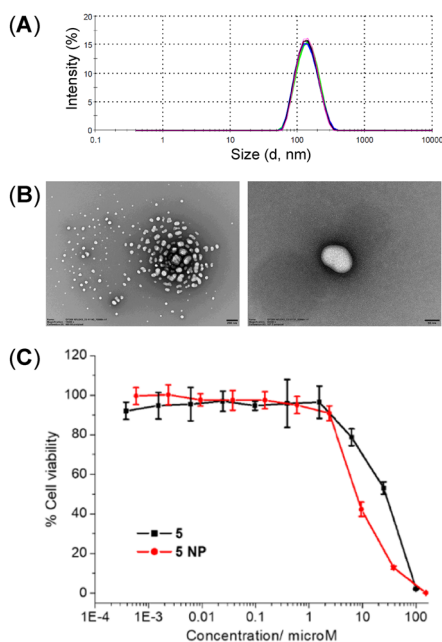 (A)
Intensity (%)
20
15
10
5
0
0.1 1 10 100 1000 10000
Size (d, nm)
(B)
(C)
% Cell viability
120
100
80
60
40
20
0
5
5 NP
1E-4 1E-3 0.01 0.1 1 10 100
Concentration/ microM